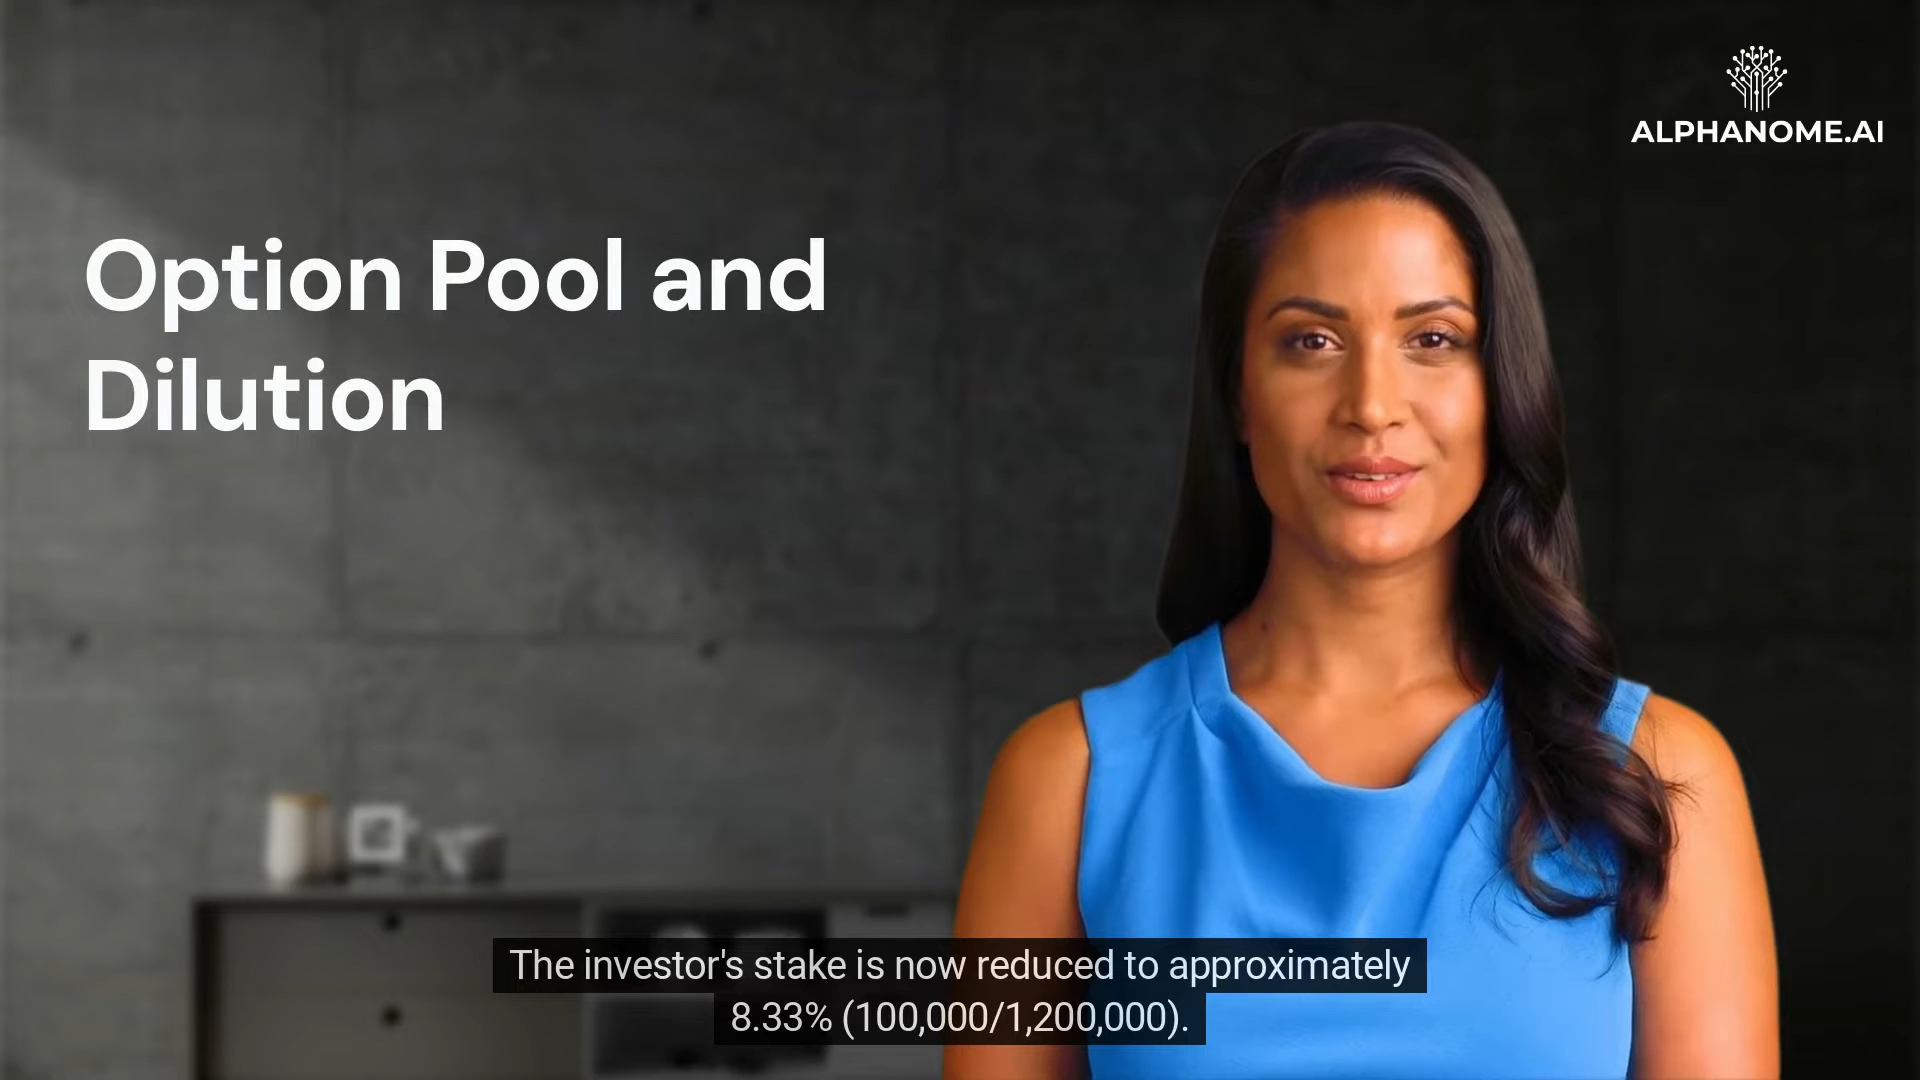 ALPHANOME.AI
Option Pool and
Dilution
The investor's stake is now reduced to approximately
8.33% (100,000/1,200,000).